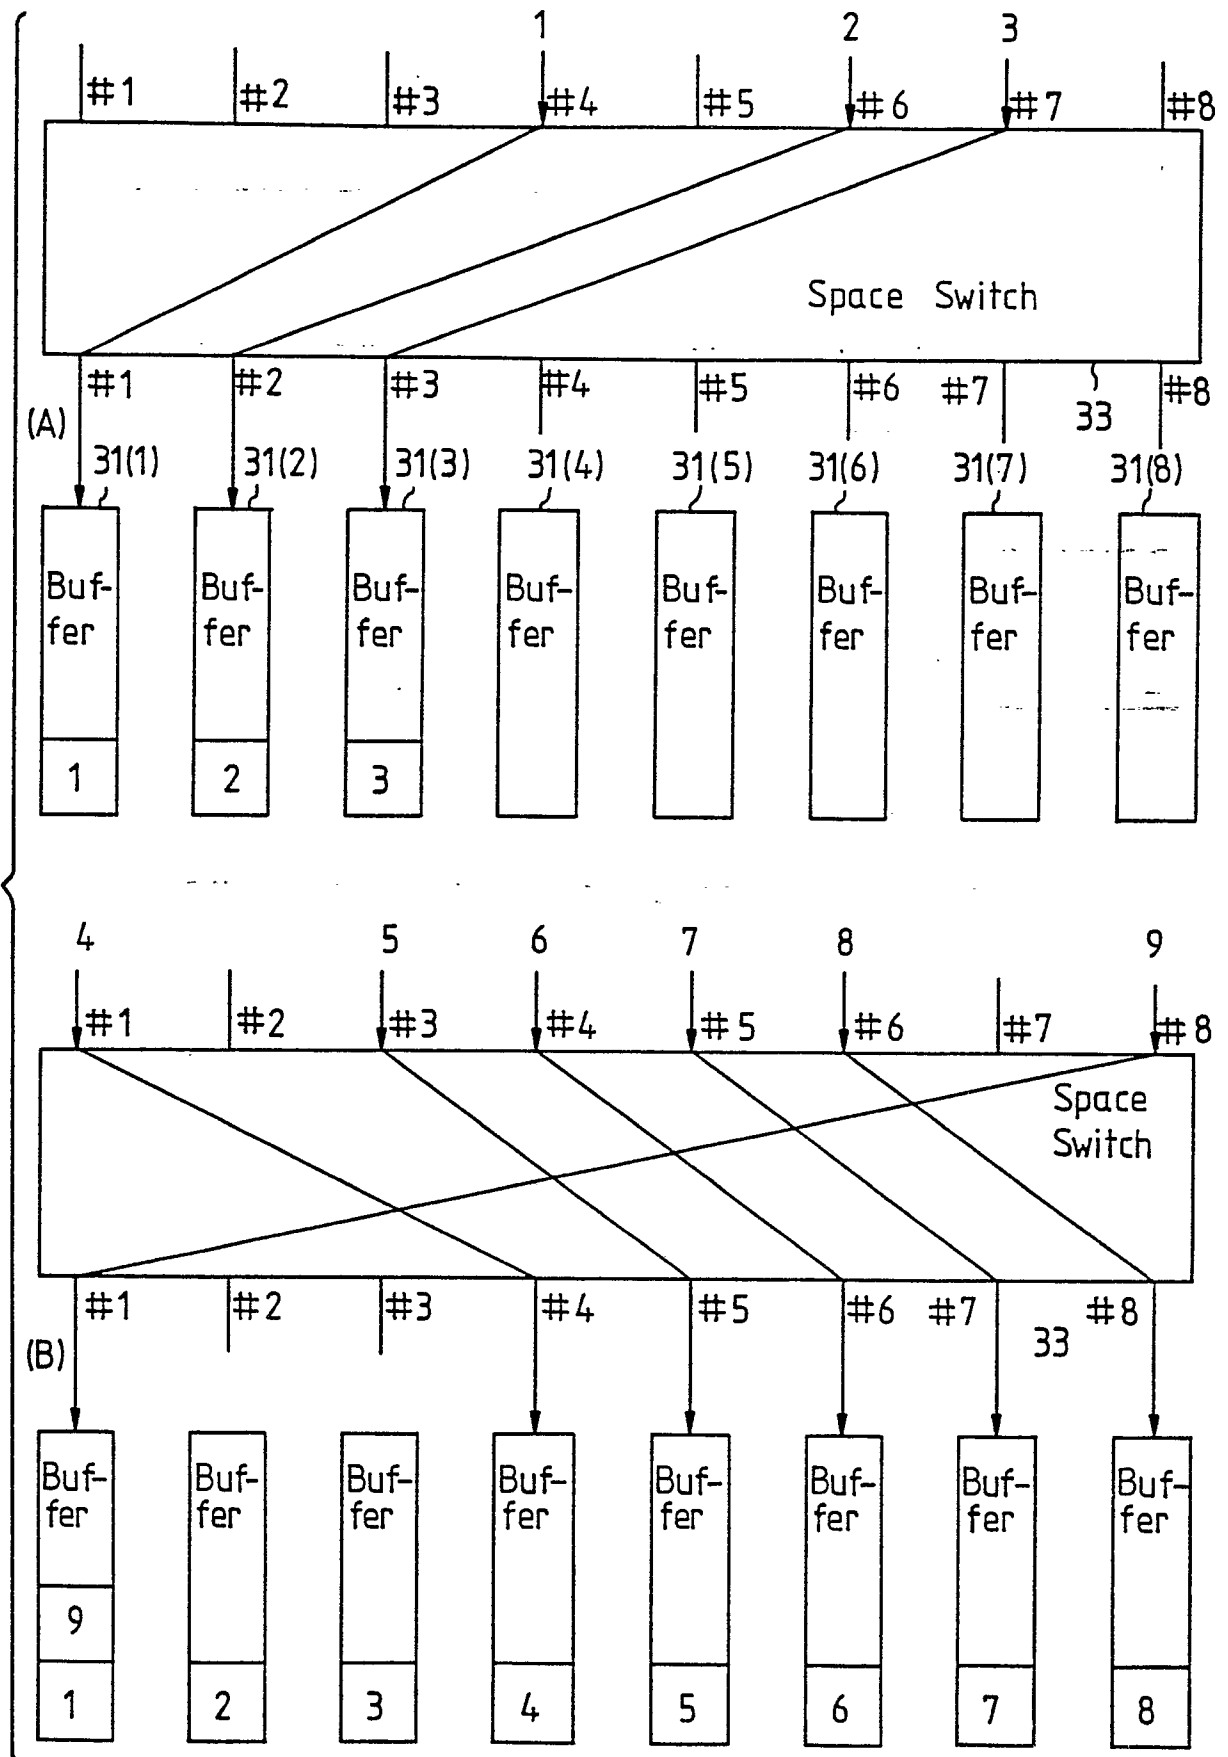 1 2 3
#1 #2 #3 #4 #5 #6 #7 #8
Space Switch
#1 #2 #3 #4 #5 #6 #7 #8
33
(A)
31(1) 31(2) 31(3) 31(4) 31(5) 31(6) 31(7) 31(8)
Buf- Buf- Buf- Buf- Buf- Buf- Buf- Buf-
fer fer fer fer fer fer fer fer
1 2 3
4 5 6 7 8 9
#1 #2 #3 #4 #5 #6 #7 #8
Space
Switch
#1 #2 #3 #4 #5 #6 #7 #8
33
(B)
Buf- Buf- Buf- Buf- Buf- Buf- Buf- Buf-
fer fer fer fer fer fer fer fer
9
1 2 3 4 5 6 7 8